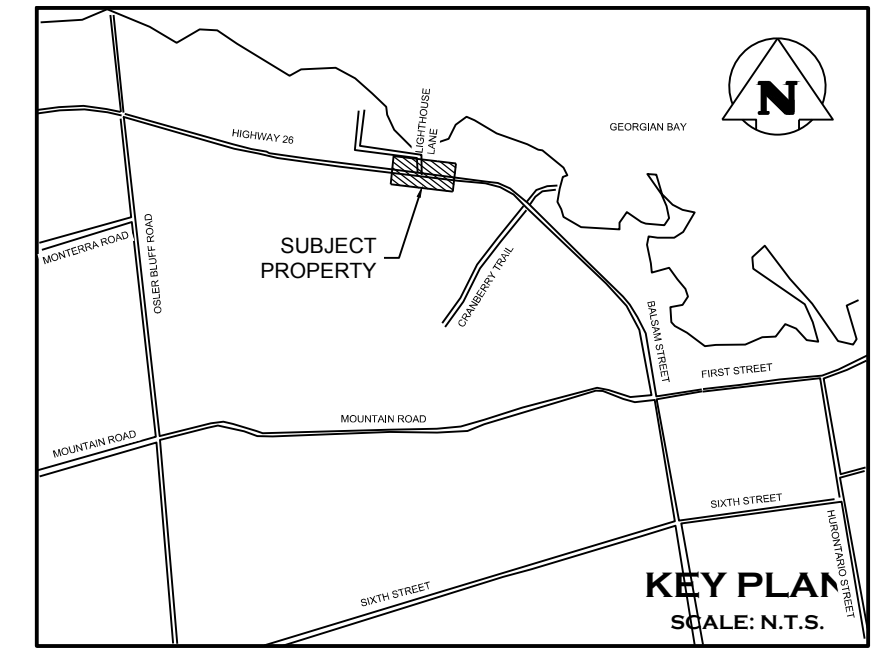 N
GEORGIAN BAY
LIGHTHOUSE
LANE
HIGHWAY 26
SUBJECT
PROPERTY
MONTERRA ROAD
OSLER BLUFF ROAD
CRANBERRY TRAIL
BALSAM STREET
FIRST STREET
MOUNTAIN ROAD
MOUNTAIN ROAD
SIXTH STREET
HURONTARIO STREET
SIXTH STREET
KEY PLAN
SCALE: N.T.S.